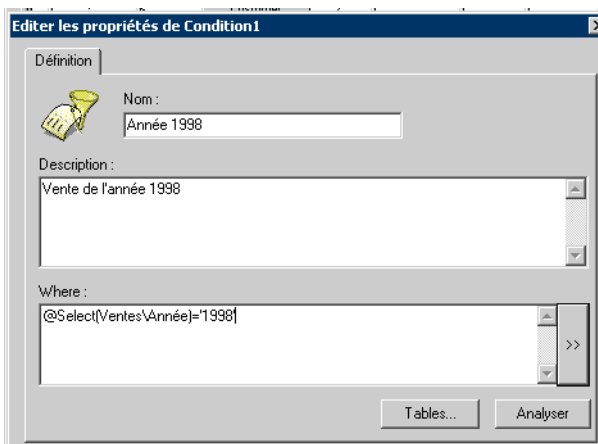 Editer les propriétés de Condition1
Définition
Nom :
Année 1998
Description :
Vente de l'année 1998
Where :
@Select(Ventes\Année)='1998'
>>
Tables...
Analyser